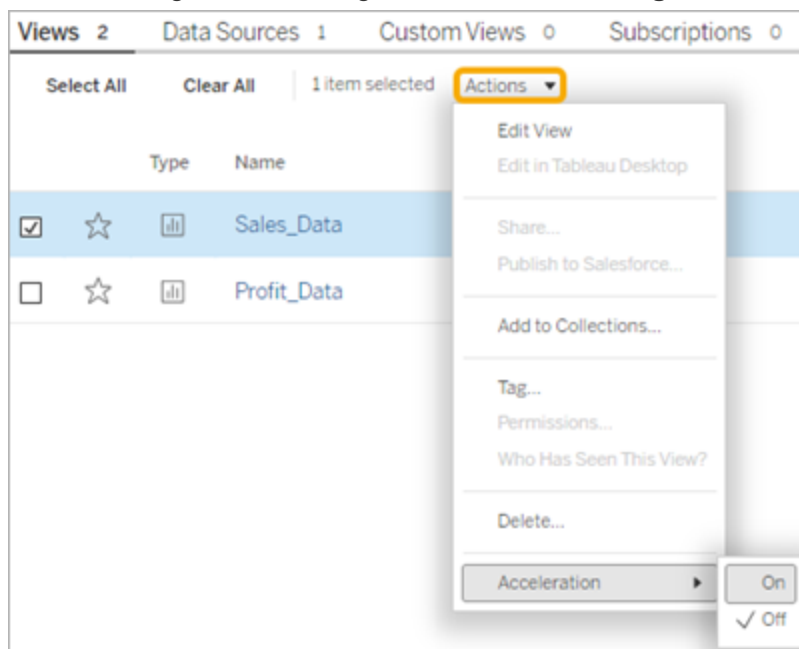 Views 2 Data Sources 1 Custom Views 0 Subscriptions 0
Select All Clear All 1 item selected Actions
Type Name
Sales_Data
Profit_Data
Edit View
Edit in Tableau Desktop
Share...
Publish to Salesforce...
Add to Collections...
Tag...
Permissions...
Who Has Seen This View?
Delete...
Acceleration
On
Off